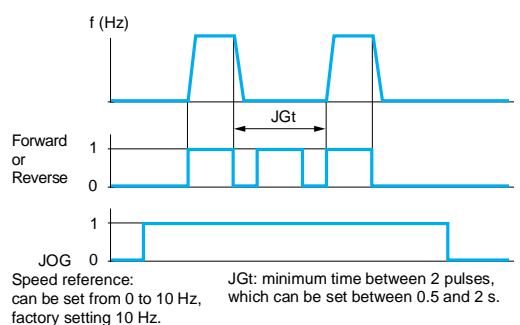 f (Hz)
JGt
Forward
or
Reverse
1
0
1
JOG 0
Speed reference:
can be set from 0 to 10 Hz,
factory setting 10 Hz.
JGt: minimum time between 2 pulses,
which can be set between 0.5 and 2 s.